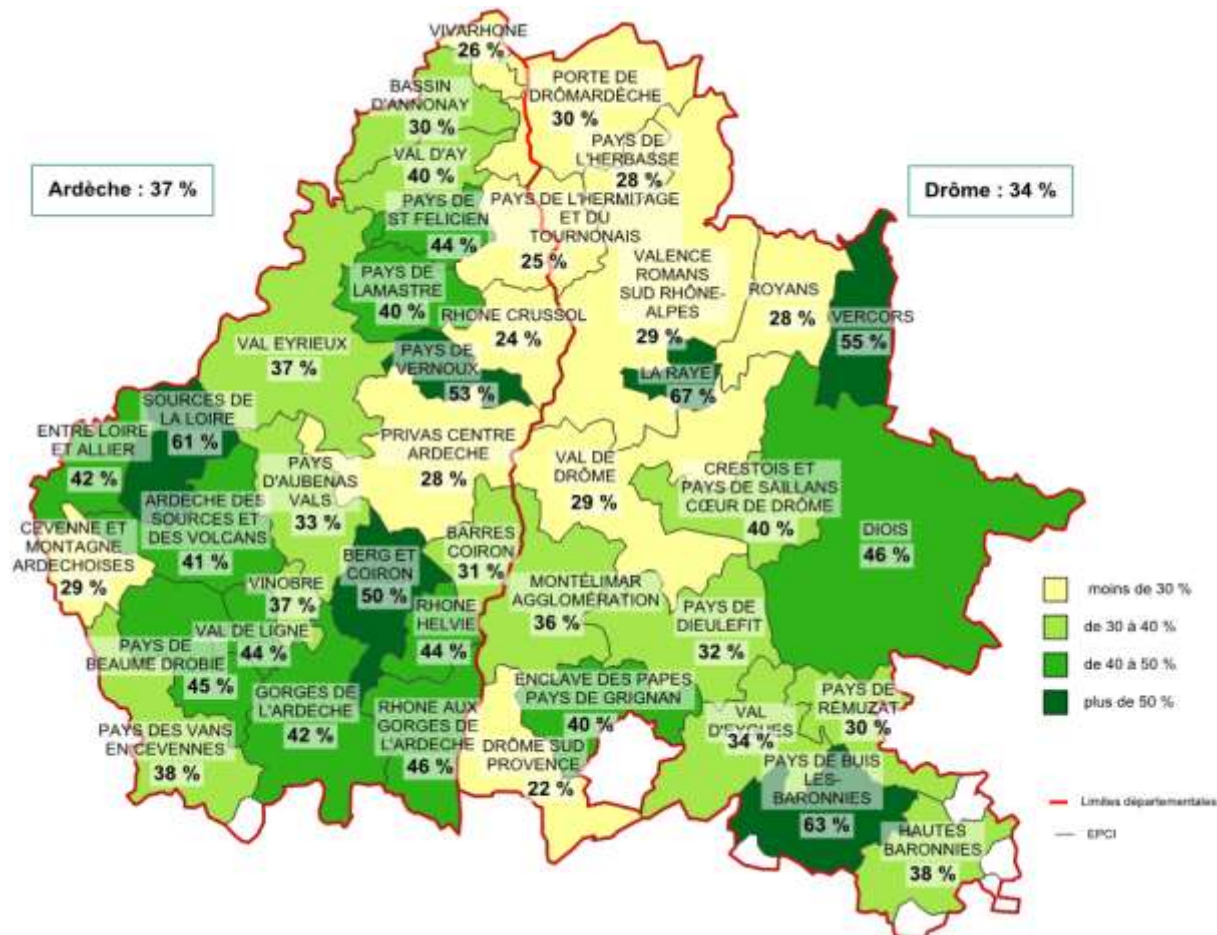 VIVARHONE
26 %
BASSIN
D'ANNONAY
30 %
PORTE DE
DRÔMARDÈCHE
30 %
VAL D'AY
40 %
PAYS DE
L'HERBASSE
28 %
Ardèche : 37 %
Drôme : 34 %
PAYS DE
ST FELICIEN
44 %
PAYS DE L'HERMITAGE
ET DU
TOURNONAIS
25 %
VALENCE
ROMANS
SUD RHÔNE-
ALPES
29 %
ROYANS
28 %
VERCORS
55 %
PAYS DE
LAMASTRE
40 %
RHONE CRUSSOL
24 %
VAL EYRIEUX
37 %
PAYS DE
VERNOUX
53 %
LA RAYE
67 %
SOURCES DE
LA LOIRE
61 %
ENTRE LOIRE
ET ALLIER
42 %
PRIVAS CENTRE
ARDECHE
28 %
PAYS
D'AUBENAS
VALS
33 %
VAL DE
DRÔME
29 %
CRESTOIS ET
PAYS DE SAILLANS
CŒUR DE DRÔME
40 %
DIOIS
46 %
ARDECHE DES
SOURCES ET
DES VOLCANS
41 %
CEVENNE ET
MONTAGNE
ARDECHOISES
29 %
BARRES
COIRON
31 %
BERG ET
COIRON
50 %
VINOBRE
37 %
MONTÉLIMAR
AGGLOMÉRATION
36 %
PAYS DE
DIEULEFIT
32 %
RHONE
HELVIE
44 %
VAL DE LIGNE
44 %
PAYS DE
BEAUME DROBIE
45 %
GORGES DE
L'ARDECHE
42 %
RHONE AUX
GORGES DE
L'ARDECHE
46 %
ENCLAVE DES PAPES
PAYS DE GRIGNAN
40 %
PAYS DE
RÉMUZAT
30 %
VAL
D'EYGUES
34 %
PAYS DES VANS
EN CEVENNES
38 %
DRÔME SUD
PROVENCE
22 %
PAYS DE BUIS
LES-
BARONNIES
63 %
HAUTES
BARONNIES
38 %
moins de 30 %
de 30 à 40 %
de 40 à 50 %
plus de 50 %
Limites départementales
EPCI